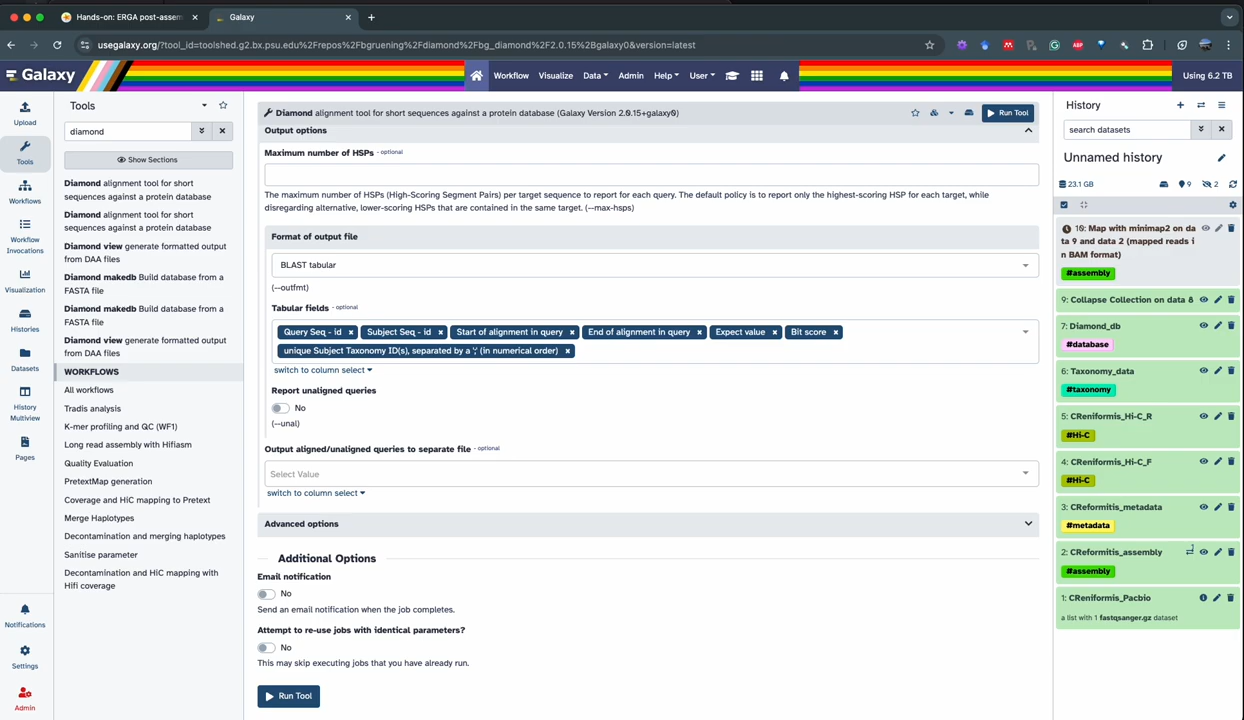 Hands-on: ERGA post-assem
Galaxy
usegalaxy.org/?tool_id=toolshed.g2.bx.psu.edu%2Frepos%2Fbgruening%2Fdiamond%2Fbg_diamond%2F2.0.15%2Bgalaxy0&version=latest
Galaxy
Workflow
Visualize
Data
Admin
Help
User
Using 6.2 TB
Upload
Tools
Workflows
Workflow
Invocations
Visualization
Histories
Datasets
History
Multiview
Pages
Notifications
Settings
Admin
Tools
diamond
Show Sections
Diamond alignment tool for short
sequences against a protein database
Diamond alignment tool for short
sequences against a protein database
Diamond view generate formatted output
from DAA files
Diamond makedb Build database from a
FASTA file
Diamond makedb Build database from a
FASTA file
Diamond view generate formatted output
from DAA files
WORKFLOWS
All workflows
Tradis analysis
K-mer profiling and QC (WF1)
Long read assembly with Hifiasm
Quality Evaluation
PretextMap generation
Coverage and HiC mapping to Pretext
Merge Haplotypes
Decontamination and merging haplotypes
Sanitise parameter
Decontamination and HiC mapping with
Hifi coverage
Diamond alignment tool for short sequences against a protein database (Galaxy Version 2.0.15+galaxy0)
Run Tool
Output options
Maximum number of HSPs - optional
The maximum number of HSPs (High-Scoring Segment Pairs) per target sequence to report for each query. The default policy is to report only the highest-scoring HSP for each target, while
disregarding alternative, lower-scoring HSPs that are contained in the same target. (--max-hsps)
Format of output file
BLAST tabular
(--outfmt)
Tabular fields - optional
Query Seq - id × Subject Seq - id × Start of alignment in query × End of alignment in query × Expect value × Bit score ×
unique Subject Taxonomy ID(s), separated by a ';' (in numerical order) ×
switch to column select
Report unaligned queries
No
(--unal)
Output aligned/unaligned queries to separate file - optional
Select Value
switch to column select
Advanced options
Additional Options
Email notification
No
Send an email notification when the job completes.
Attempt to re-use jobs with identical parameters?
No
This may skip executing jobs that you have already run.
Run Tool
History
search datasets
Unnamed history
23.1 GB
9
2
10: Map with minimap2 on da
ta 9 and data 2 (mapped reads i
n BAM format)
#assembly
9: Collapse Collection on data 8
7: Diamond_db
#database
6: Taxonomy_data
#taxonomy
5: CReniformis_Hi-C_R
#Hi-C
4: CReniformis_Hi-C_F
#Hi-C
3: CReformitis_metadata
#metadata
2: CReformitis_assembly
#assembly
1: CReniformis_Pacbio
a list with 1 fastqsanger.gz dataset